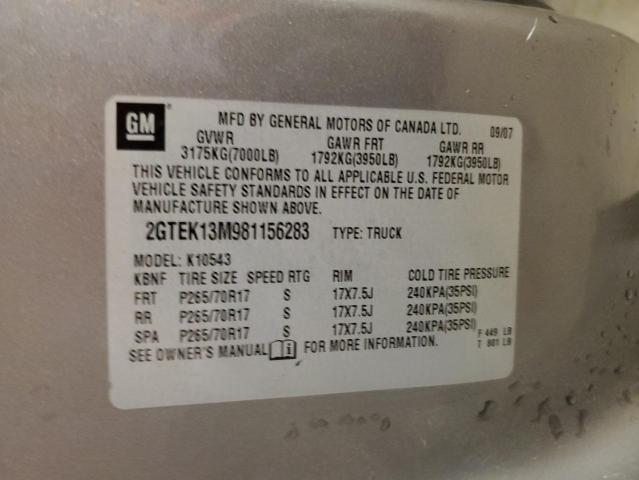 GM
MFD BY GENERAL MOTORS OF CANADA LTD. 09/07
GVWR GAWR FRT GAWR RR
3175KG(7000LB) 1792KG(3950LB) 1792KG(3950LB)
THIS VEHICLE CONFORMS TO ALL APPLICABLE U.S. FEDERAL MOTOR
VEHICLE SAFETY STANDARDS IN EFFECT ON THE DATE OF
MANUFACTURE SHOWN ABOVE.
2GTEK13M981156283 TYPE: TRUCK
MODEL: K10543
KBNF TIRE SIZE SPEED RTG RIM COLD TIRE PRESSURE
FRT P265/70R17 S 17X7.5J 240KPA(35PSI)
RR P265/70R17 S 17X7.5J 240KPA(35PSI)
SPA P265/70R17 S 17X7.5J 240KPA(35PSI)
F 449 LB
T 801 LB
SEE OWNER'S MANUAL i FOR MORE INFORMATION.